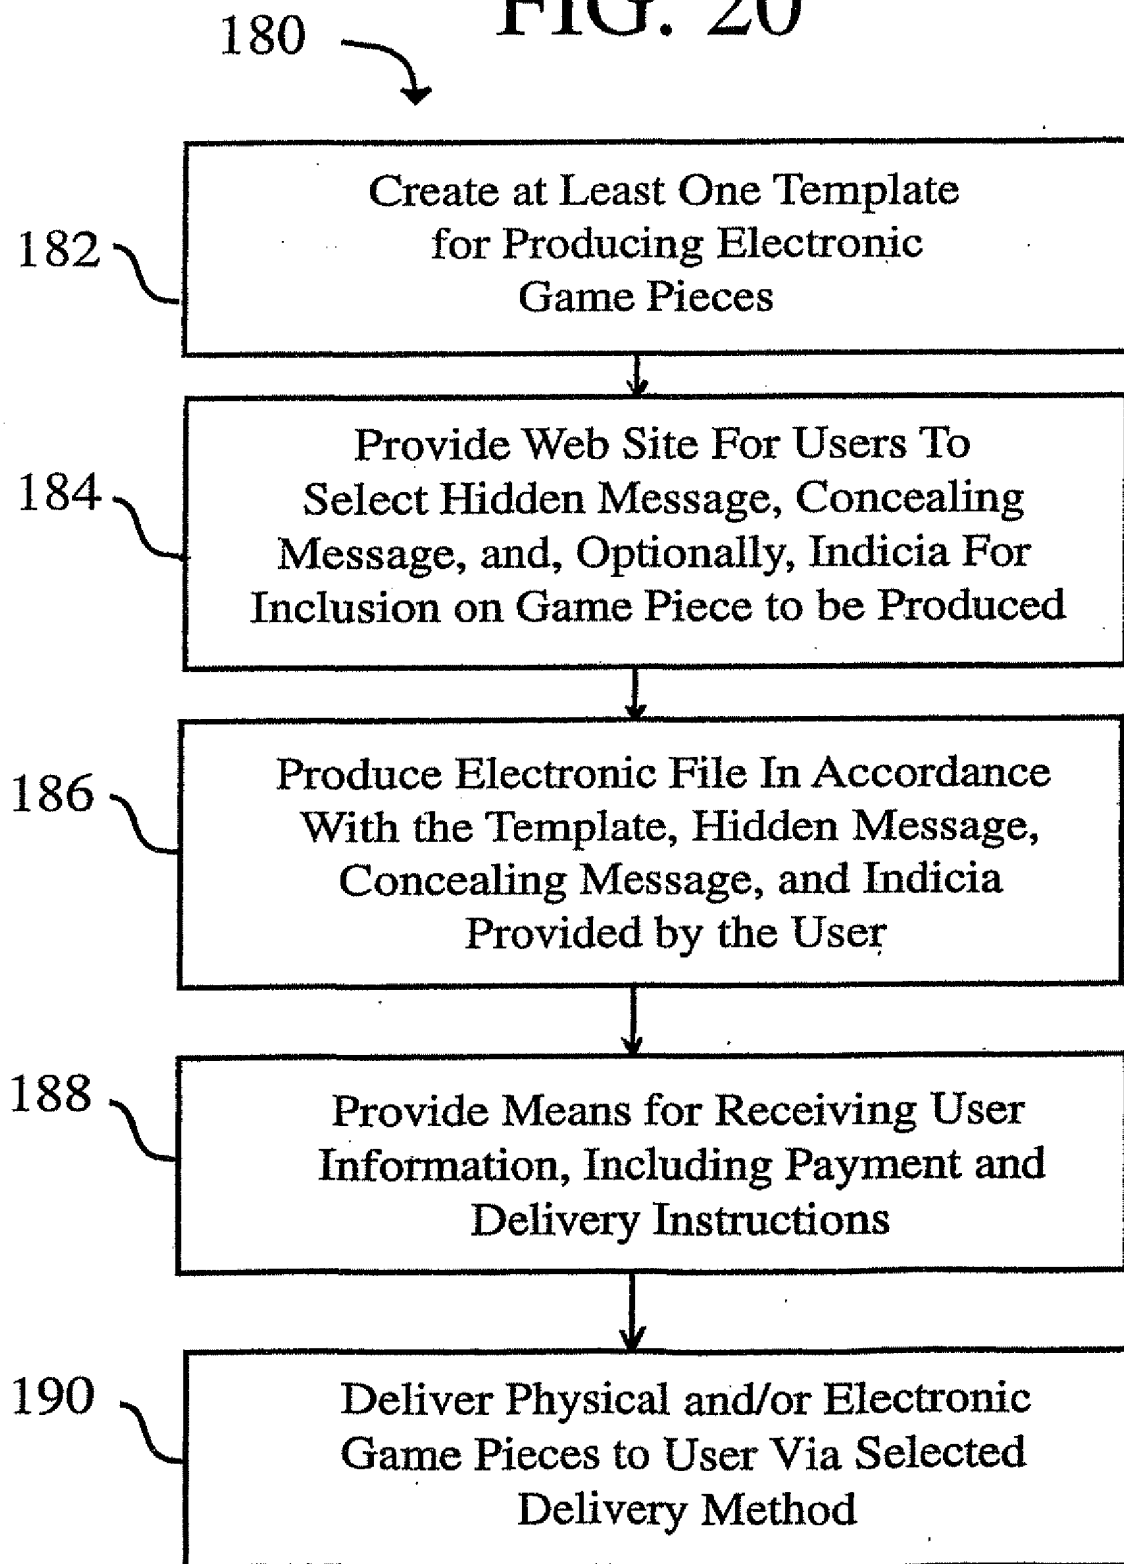 FIG. 20
180
182
Create at Least One Template
for Producing Electronic
Game Pieces
184
Provide Web Site For Users To
Select Hidden Message, Concealing
Message, and, Optionally, Indicia For
Inclusion on Game Piece to be Produced
186
Produce Electronic File In Accordance
With the Template, Hidden Message,
Concealing Message, and Indicia
Provided by the User
188
Provide Means for Receiving User
Information, Including Payment and
Delivery Instructions
190
Deliver Physical and/or Electronic
Game Pieces to User Via Selected
Delivery Method